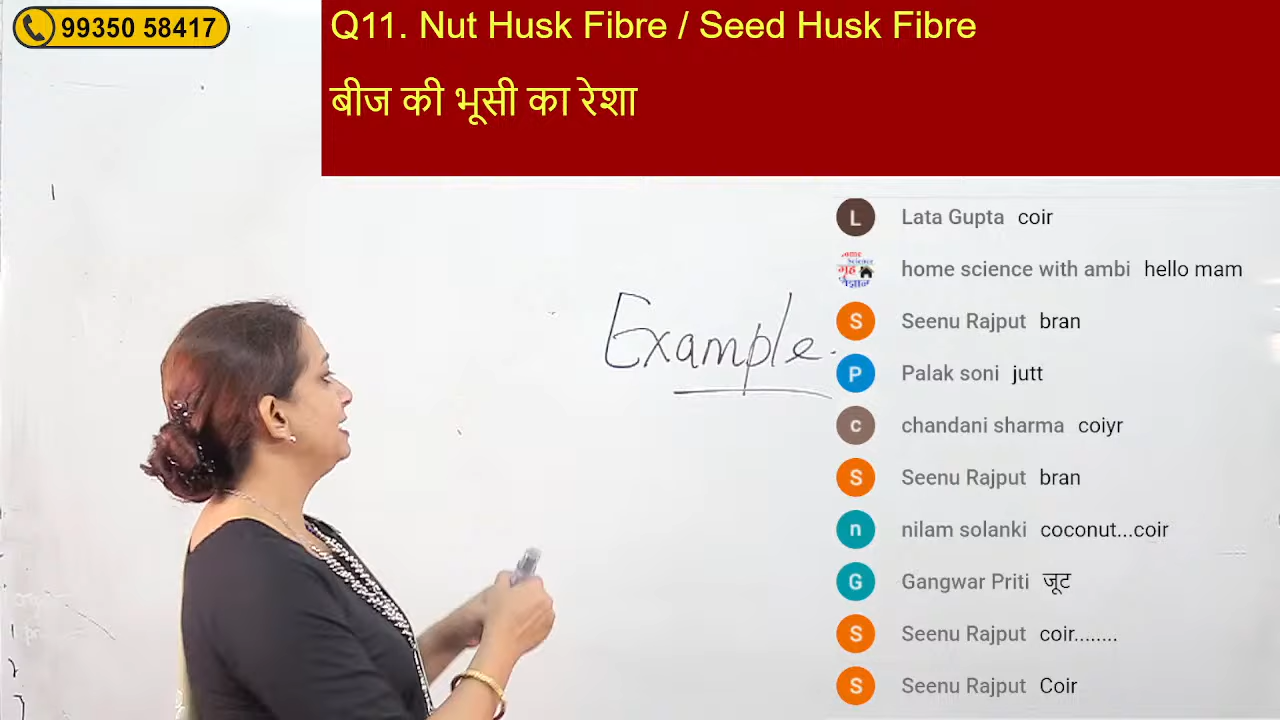 99350 58417
Q11. Nut Husk Fibre / Seed Husk Fibre
बीज की भूसी का रेशा
Example.
L Lata Gupta coir
home science with ambi hello mam
S Seenu Rajput bran
P Palak soni jutt
c chandani sharma coiyr
S Seenu Rajput bran
n nilam solanki coconut...coir
G Gangwar Priti जूट
S Seenu Rajput coir........
S Seenu Rajput Coir